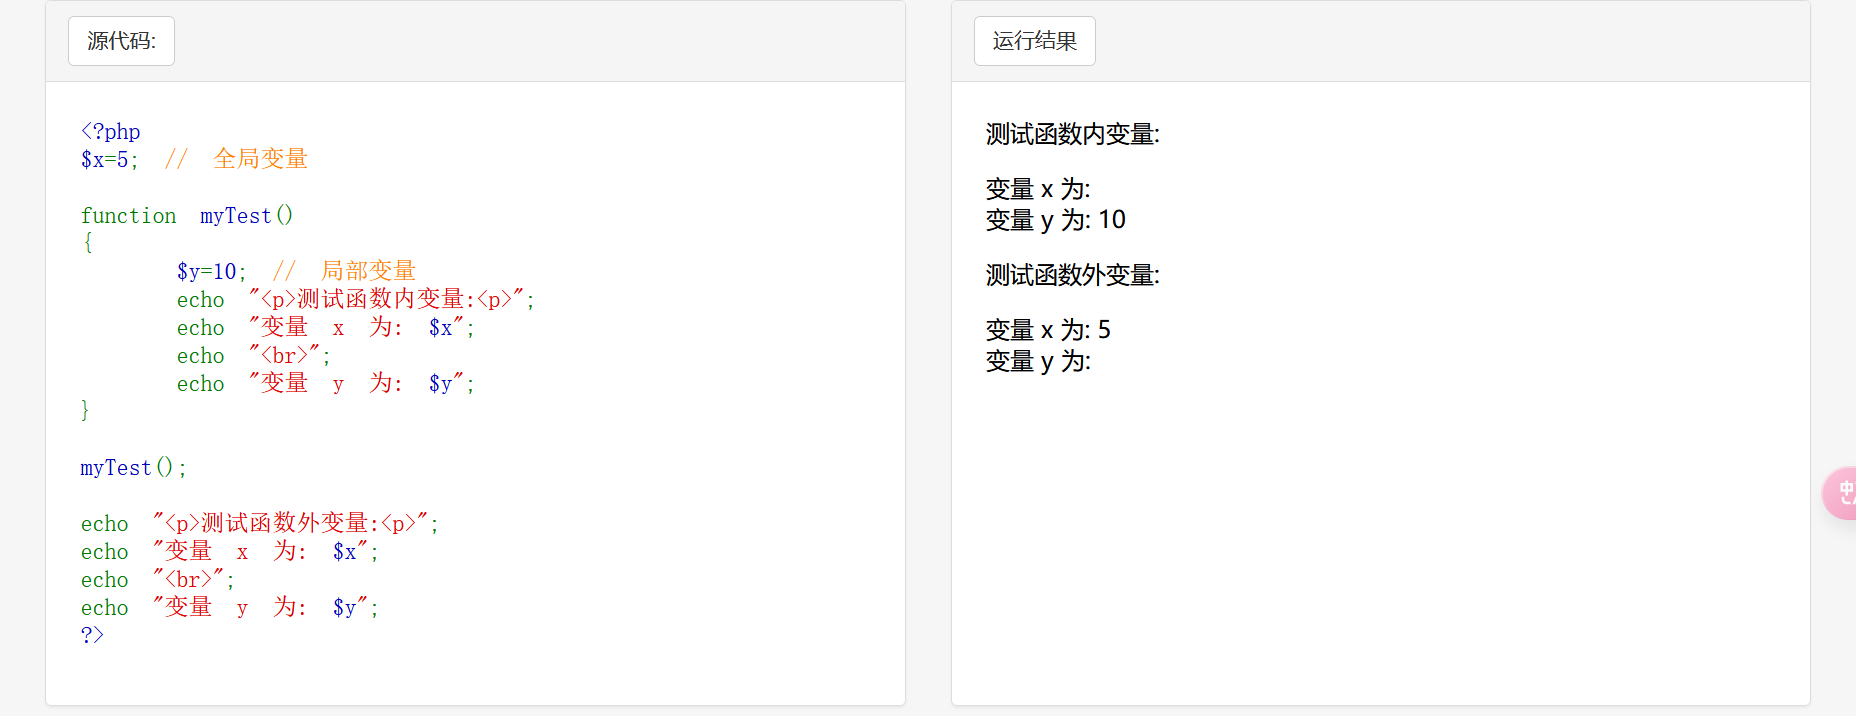 源代码:
<?php
$x=5; // 全局变量
function myTest()
{
$y=10; // 局部变量
echo "<p>测试函数内变量:<p>";
echo "变量 x 为: $x";
echo "<br>";
echo "变量 y 为: $y";
}
myTest();
echo "<p>测试函数外变量:<p>";
echo "变量 x 为: $x";
echo "<br>";
echo "变量 y 为: $y";
?>
运行结果
测试函数内变量:
变量 x 为:
变量 y 为: 10
测试函数外变量:
变量 x 为: 5
变量 y 为:
中